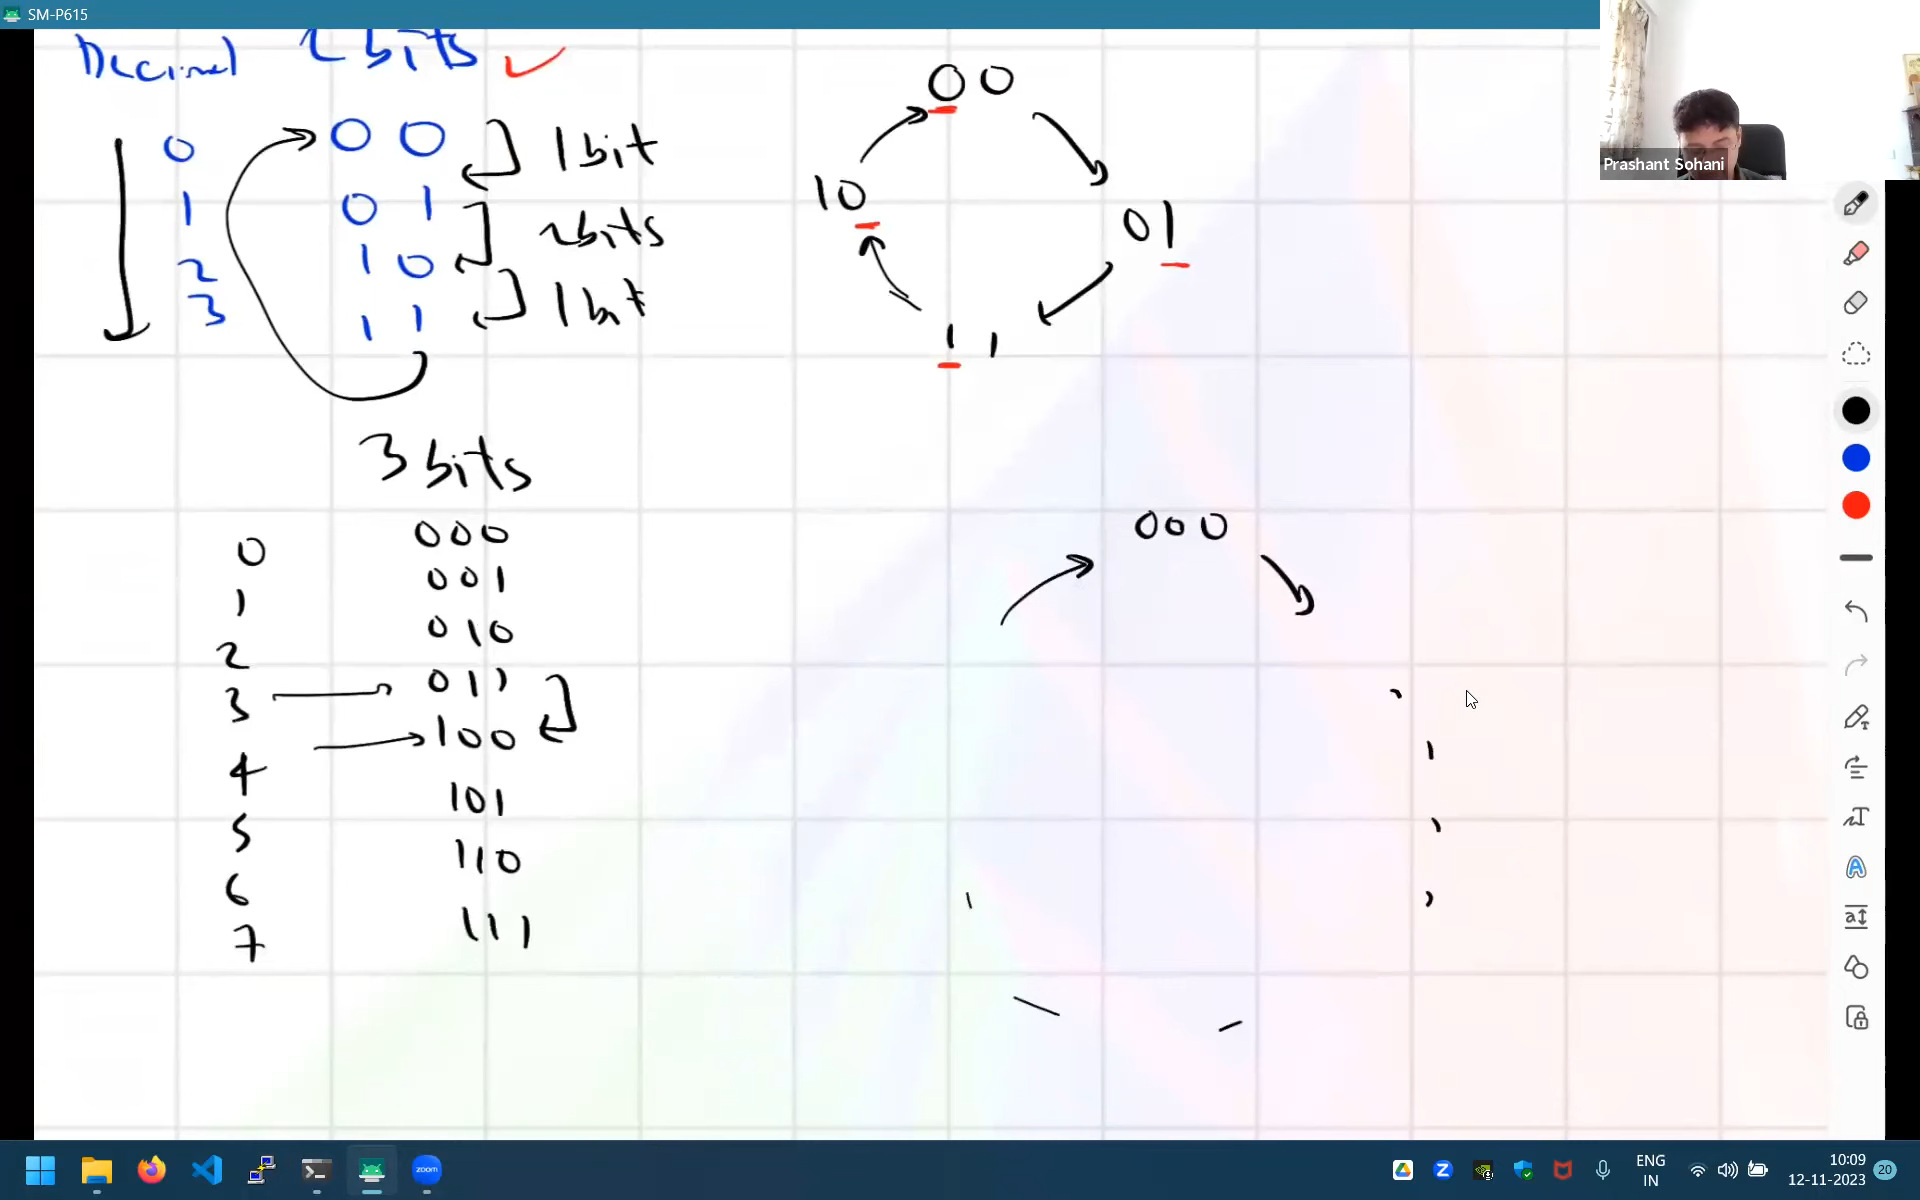 SM-P615
Prashant Sohani
Decimal 2 bits
0 00 1 bit
1 01 2bits
2 10 1 bit
3 11
00
10
01
11
3 bits
0 000
1 001
2 010
3 011
4 100
5 101
6 110
7 111
000
zoom
ENG
IN
10:09
12-11-2023
20